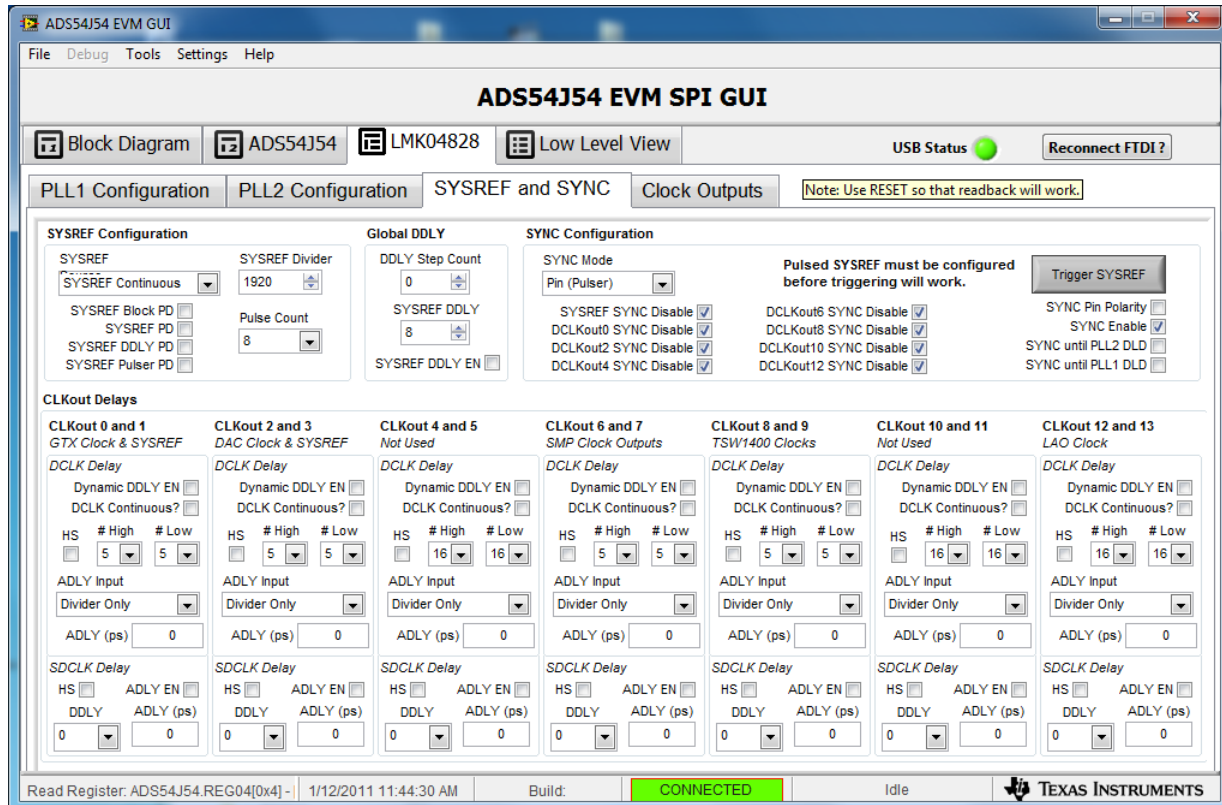 ADS54J54 EVM GUI
File Debug Tools Settings Help
ADS54J54 EVM SPI GUI
Block Diagram ADS54J54 LMK04828 Low Level View USB Status Reconnect FTDI ?
PLL1 Configuration PLL2 Configuration SYSREF and SYNC Clock Outputs Note: Use RESET so that readback will work.
SYSREF Configuration Global DDLY SYNC Configuration
SYSREF SYSREF Divider DDLY Step Count SYNC Mode Pulsed SYSREF must be configured
SYSREF Continuous 1920 0 Pin (Pulser) before triggering will work. Trigger SYSREF
SYSREF Block PD Pulse Count SYSREF DDLY SYSREF SYNC Disable DCLKout6 SYNC Disable SYNC Pin Polarity
SYSREF PD 8 8 DCLKout0 SYNC Disable DCLKout8 SYNC Disable SYNC Enable
SYSREF DDLY PD DCLKout2 SYNC Disable DCLKout10 SYNC Disable SYNC until PLL2 DLD
SYSREF Pulser PD SYSREF DDLY EN DCLKout4 SYNC Disable DCLKout12 SYNC Disable SYNC until PLL1 DLD
CLKout Delays
CLKout 0 and 1 CLKout 2 and 3 CLKout 4 and 5 CLKout 6 and 7 CLKout 8 and 9 CLKout 10 and 11 CLKout 12 and 13
GTX Clock & SYSREF DAC Clock & SYSREF Not Used SMP Clock Outputs TSW1400 Clocks Not Used LAO Clock
DCLK Delay DCLK Delay DCLK Delay DCLK Delay DCLK Delay DCLK Delay DCLK Delay
Dynamic DDLY EN Dynamic DDLY EN Dynamic DDLY EN Dynamic DDLY EN Dynamic DDLY EN Dynamic DDLY EN Dynamic DDLY EN
DCLK Continuous? DCLK Continuous? DCLK Continuous? DCLK Continuous? DCLK Continuous? DCLK Continuous? DCLK Continuous?
HS # High # Low HS # High # Low HS # High # Low HS # High # Low HS # High # Low HS # High # Low HS # High # Low
5 5 5 5 16 16 5 5 5 5 16 16 16 16
ADLY Input ADLY Input ADLY Input ADLY Input ADLY Input ADLY Input ADLY Input
Divider Only Divider Only Divider Only Divider Only Divider Only Divider Only Divider Only
ADLY (ps) 0 ADLY (ps) 0 ADLY (ps) 0 ADLY (ps) 0 ADLY (ps) 0 ADLY (ps) 0 ADLY (ps) 0
SDCLK Delay SDCLK Delay SDCLK Delay SDCLK Delay SDCLK Delay SDCLK Delay SDCLK Delay
HS ADLY EN HS ADLY EN HS ADLY EN HS ADLY EN HS ADLY EN HS ADLY EN HS ADLY EN
DDLY ADLY (ps) DDLY ADLY (ps) DDLY ADLY (ps) DDLY ADLY (ps) DDLY ADLY (ps) DDLY ADLY (ps) DDLY ADLY (ps)
0 0 0 0 0 0 0 0 0 0 0 0 0 0
Read Register: ADS54J54.REG04[0x4] - 1/12/2011 11:44:30 AM Build: CONNECTED Idle TEXAS INSTRUMENTS